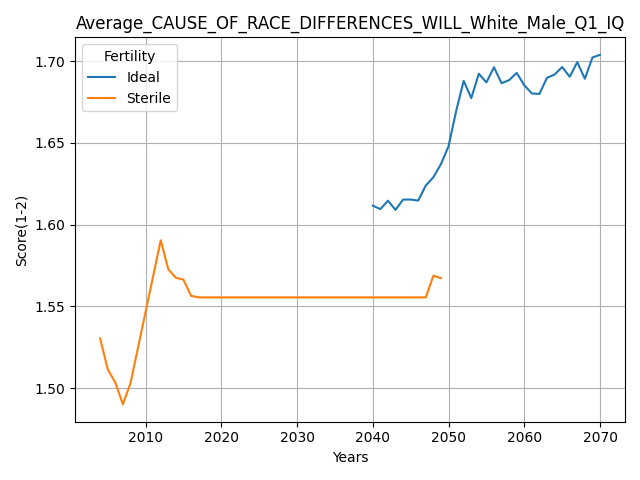 Average_CAUSE_OF_RACE_DIFFERENCES_WILL_White_Male_Q1_IQ
Fertility
Ideal
Sterile
Score(1-2)
1.70
1.65
1.60
1.55
1.50
2010 2020 2030 2040 2050 2060 2070
Years